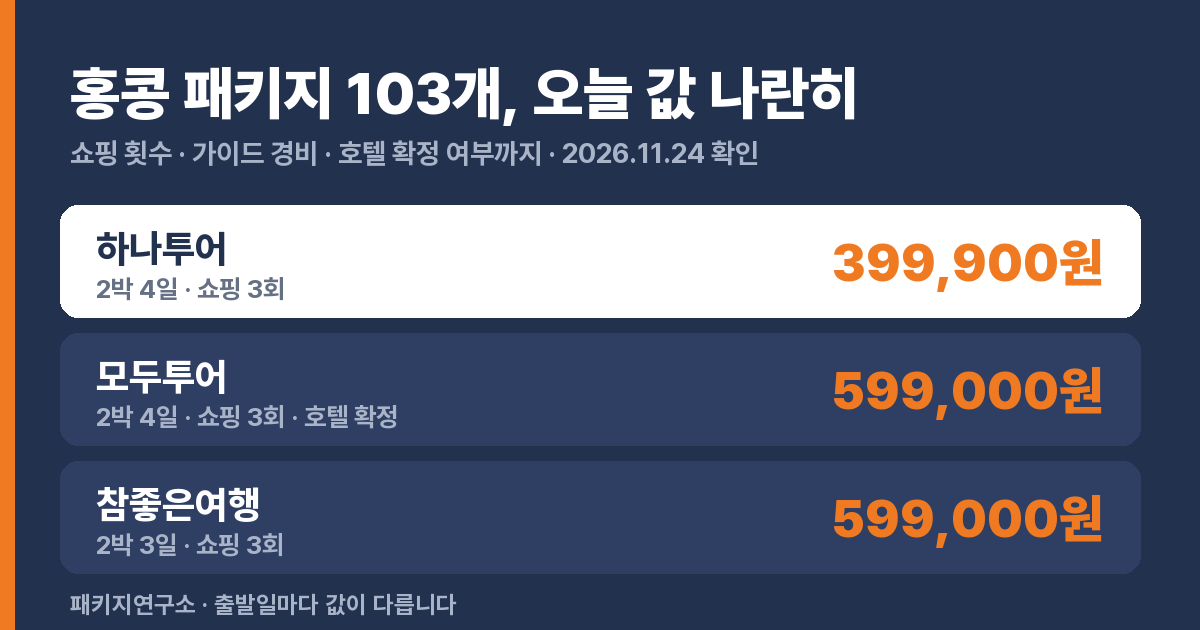 홍콩 패키지 103개, 오늘 값 나란히
쇼핑 횟수 · 가이드 경비 · 호텔 확정 여부까지 · 2026.11.24 확인
하나투어
399,900원
2박 4일 · 쇼핑 3회
모두투어
599,000원
2박 4일 · 쇼핑 3회 · 호텔 확정
참좋은여행
599,000원
2박 3일 · 쇼핑 3회
패키지연구소 · 출발일마다 값이 다릅니다